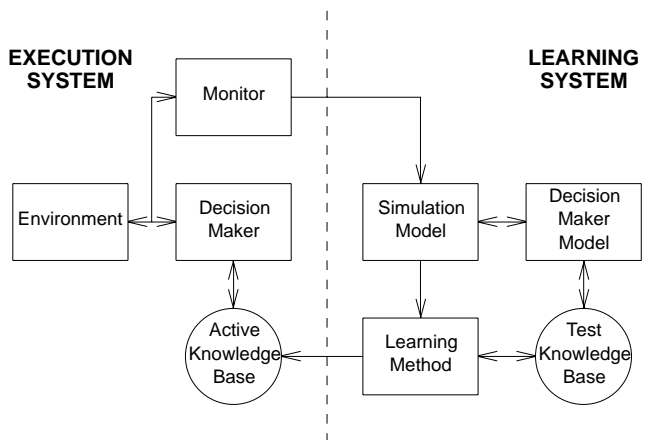 EXECUTION
SYSTEM
LEARNING
SYSTEM
Monitor
Environment
Decision
Maker
Simulation
Model
Decision
Maker
Model
Active
Knowledge
Base
Learning
Method
Test
Knowledge
Base